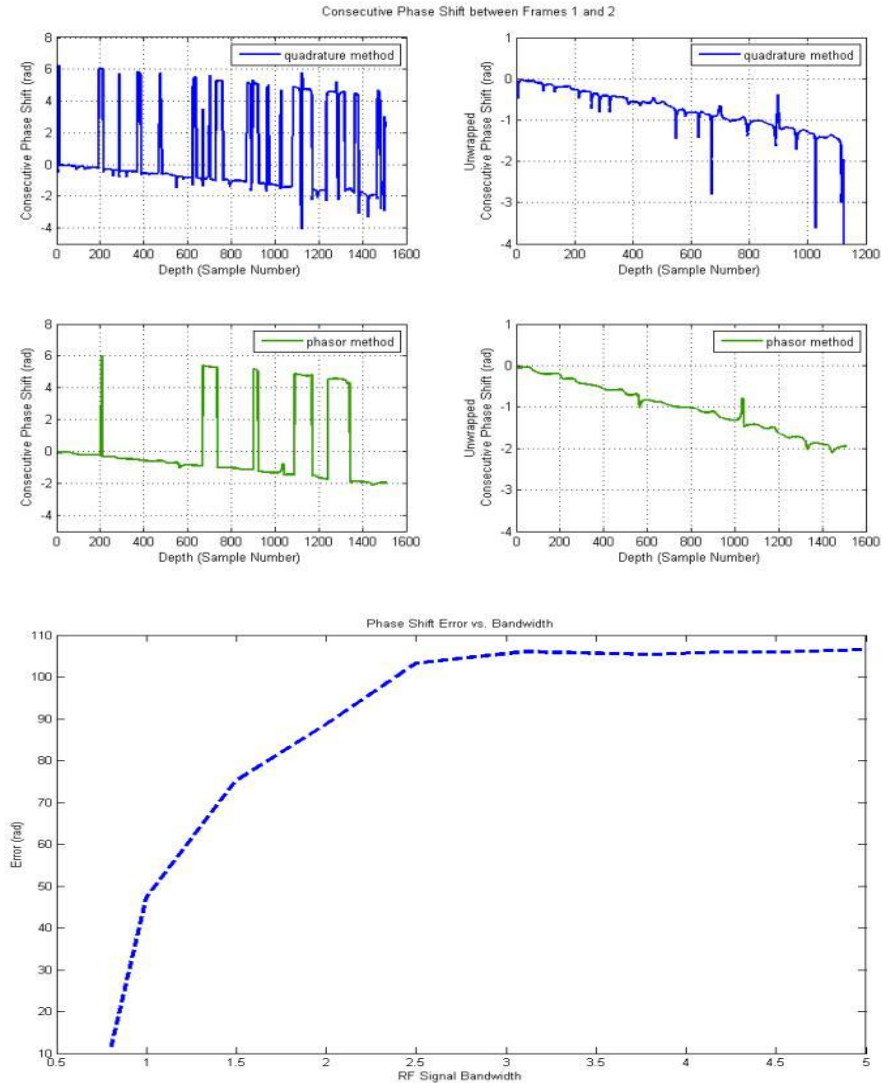 Consecutive Phase Shift between Frames 1 and 2
8
6
4
2
0
-2
-4
0 200 400 600 800 1000 1200 1400 1600
Consecutive Phase Shift (rad)
Depth (Sample Number)
quadrature method
1
0
-1
-2
-3
-4
0 200 400 600 800 1000 1200
Unwrapped
Consecutive Phase Shift (rad)
Depth (Sample Number)
quadrature method
8
6
4
2
0
-2
-4
0 200 400 600 800 1000 1200 1400 1600
Consecutive Phase Shift (rad)
Depth (Sample Number)
phasor method
1
0
-1
-2
-3
-4
0 200 400 600 800 1000 1200 1400 1600
Unwrapped
Consecutive Phase Shift (rad)
Depth (Sample Number)
phasor method
Phase Shift Error vs. Bandwidth
110
100
90
80
70
60
50
40
30
20
10
0.5 1 1.5 2 2.5 3 3.5 4 4.5 5
Error (rad)
RF Signal Bandwidth